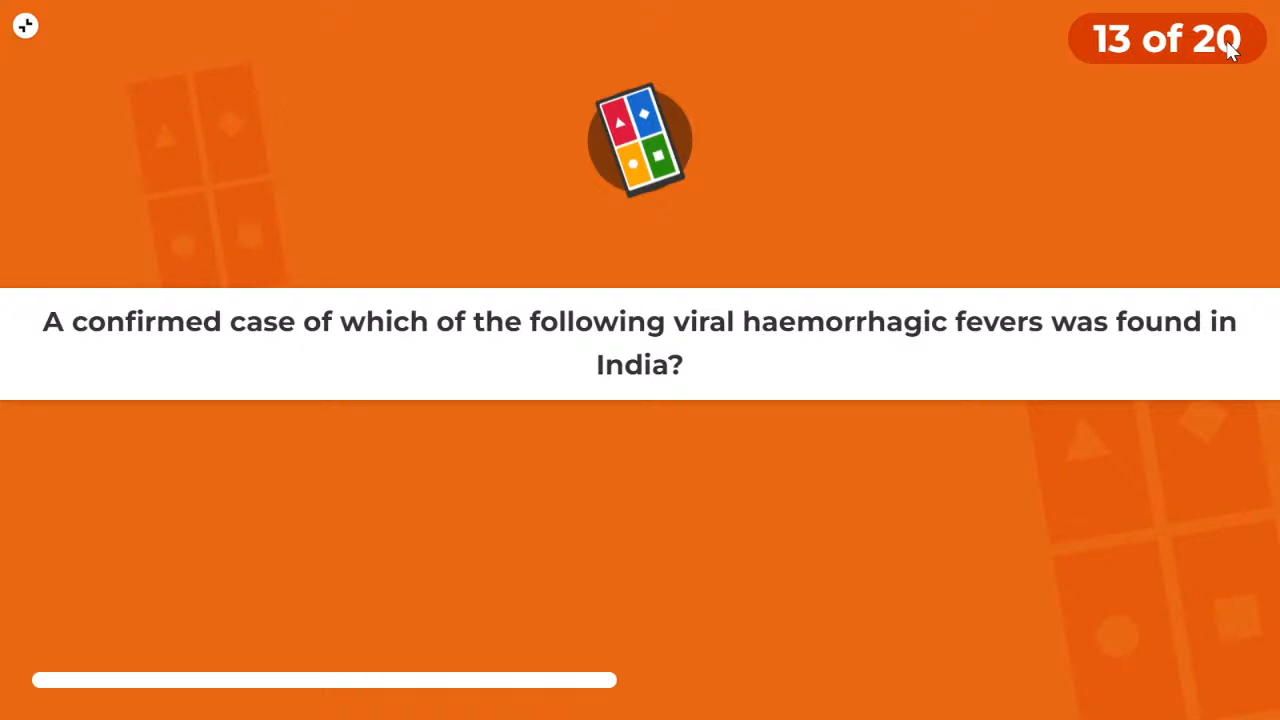 13 of 20
A confirmed case of which of the following viral haemorrhagic fevers was found in
India?